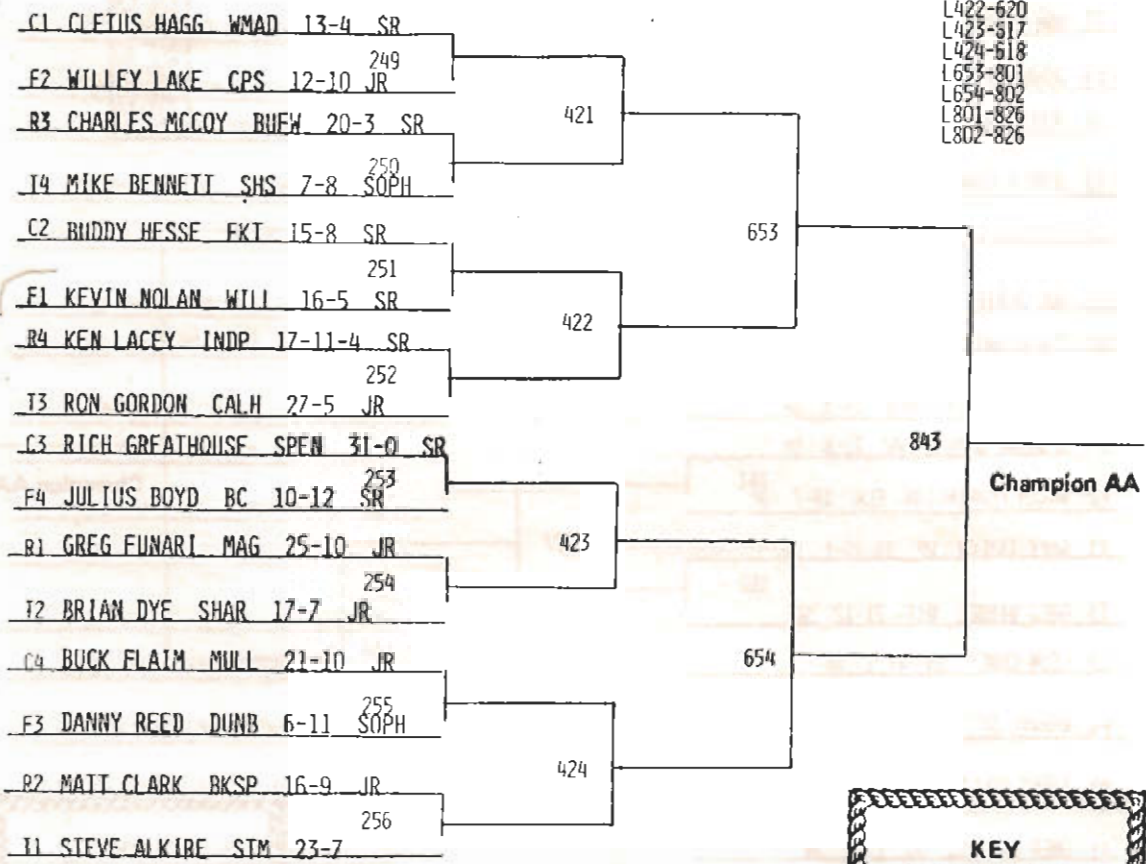 C1 CLETUS HAGG WMAD 13-4 SR
249
F2 WILLEY LAKE CPS 12-10 JR
421
R3 CHARLES MCCOY BUFW 20-3 SR
250
T4 MIKE BENNETT SHS 7-8 SOPH
653
C2 BUDDY HESSE FKT 15-8 SR
251
F1 KEVIN NOLAN WILL 16-5 SR
422
R4 KEN LACEY INDP 17-11-4 SR
252
T3 RON GORDON CALH 27-5 JR
843
C3 RICH GREATHOUSE SPEN 31-0 SR
253
F4 JULIUS BOYD BC 10-12 SR
423
R1 GREG FUNARI MAG 25-10 JR
254
T2 BRIAN DYE SHAR 17-7 JR
654
C4 BUCK FLAIM MULL 21-10 JR
255
F3 DANNY REED DUNB 6-11 SOPH
424
R2 MATT CLARK BKSP 16-9 JR
256
T1 STEVE ALKIRE STM 23-7
L422-620
L423-617
L424-618
L653-801
L654-802
L801-826
L802-826
Champion AA
KEY